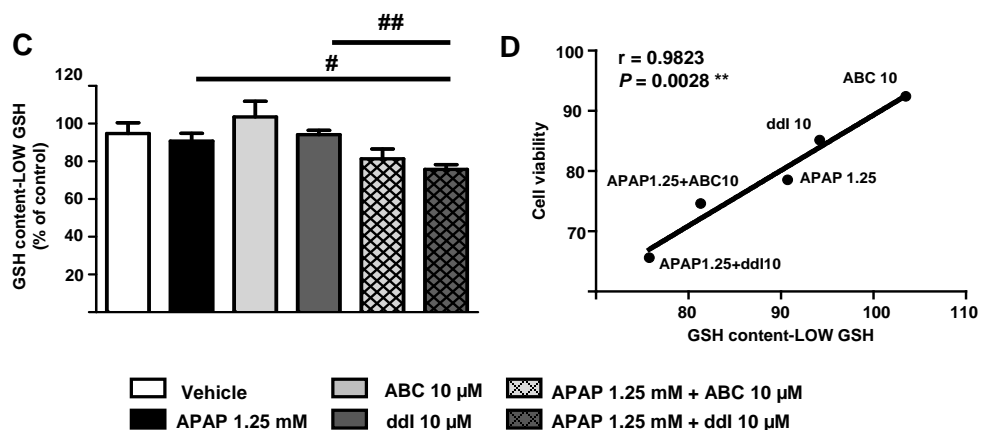 C
##
#
120
100
80
60
40
20
GSH content-LOW GSH
(% of control)
D
r = 0.9823
P = 0.0028 **
100
90
80
70
Cell viability
ABC 10
ddI 10
APAP1.25+ABC10
APAP 1.25
APAP1.25+ddI10
80
90
100
110
GSH content-LOW GSH
Vehicle
ABC 10 µM
APAP 1.25 mM + ABC 10 µM
APAP 1.25 mM
ddI 10 µM
APAP 1.25 mM + ddI 10 µM